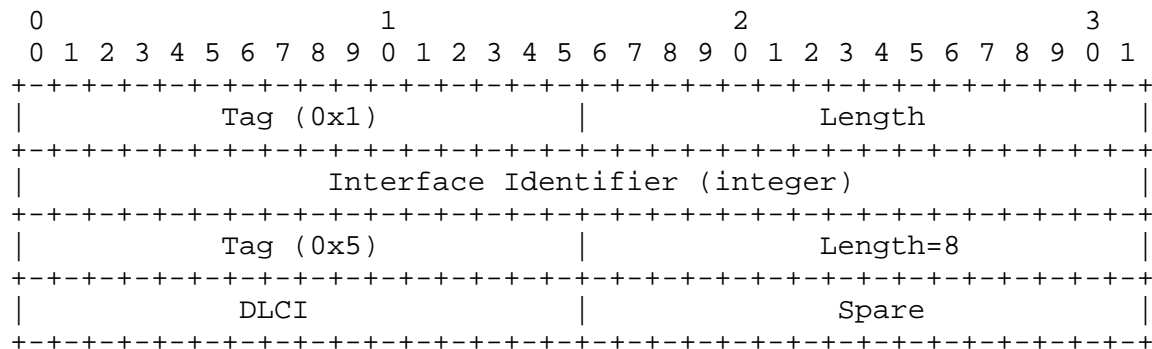 0                   1                   2                   3
 0 1 2 3 4 5 6 7 8 9 0 1 2 3 4 5 6 7 8 9 0 1 2 3 4 5 6 7 8 9 0 1
+-+-+-+-+-+-+-+-+-+-+-+-+-+-+-+-+-+-+-+-+-+-+-+-+-+-+-+-+-+-+-+-+
|           Tag (0x1)           |             Length            |
+-+-+-+-+-+-+-+-+-+-+-+-+-+-+-+-+-+-+-+-+-+-+-+-+-+-+-+-+-+-+-+-+
|                 Interface Identifier (integer)                |
+-+-+-+-+-+-+-+-+-+-+-+-+-+-+-+-+-+-+-+-+-+-+-+-+-+-+-+-+-+-+-+-+
|           Tag (0x5)           |             Length=8          |
+-+-+-+-+-+-+-+-+-+-+-+-+-+-+-+-+-+-+-+-+-+-+-+-+-+-+-+-+-+-+-+-+
|            DLCI               |              Spare            |
+-+-+-+-+-+-+-+-+-+-+-+-+-+-+-+-+-+-+-+-+-+-+-+-+-+-+-+-+-+-+-+-+